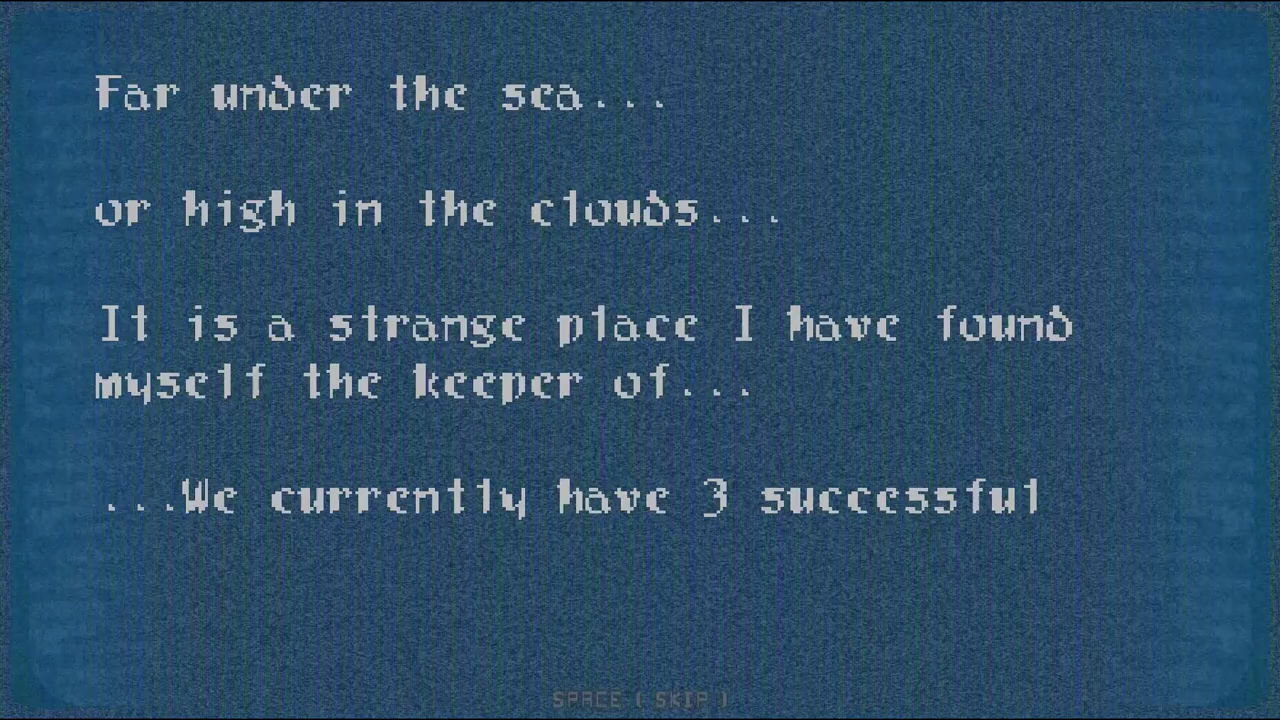 Far under the sea...
or high in the clouds...
It is a strange place I have found
myself the keeper of...
...We currently have 3 successful
SPACE ( SKIP )